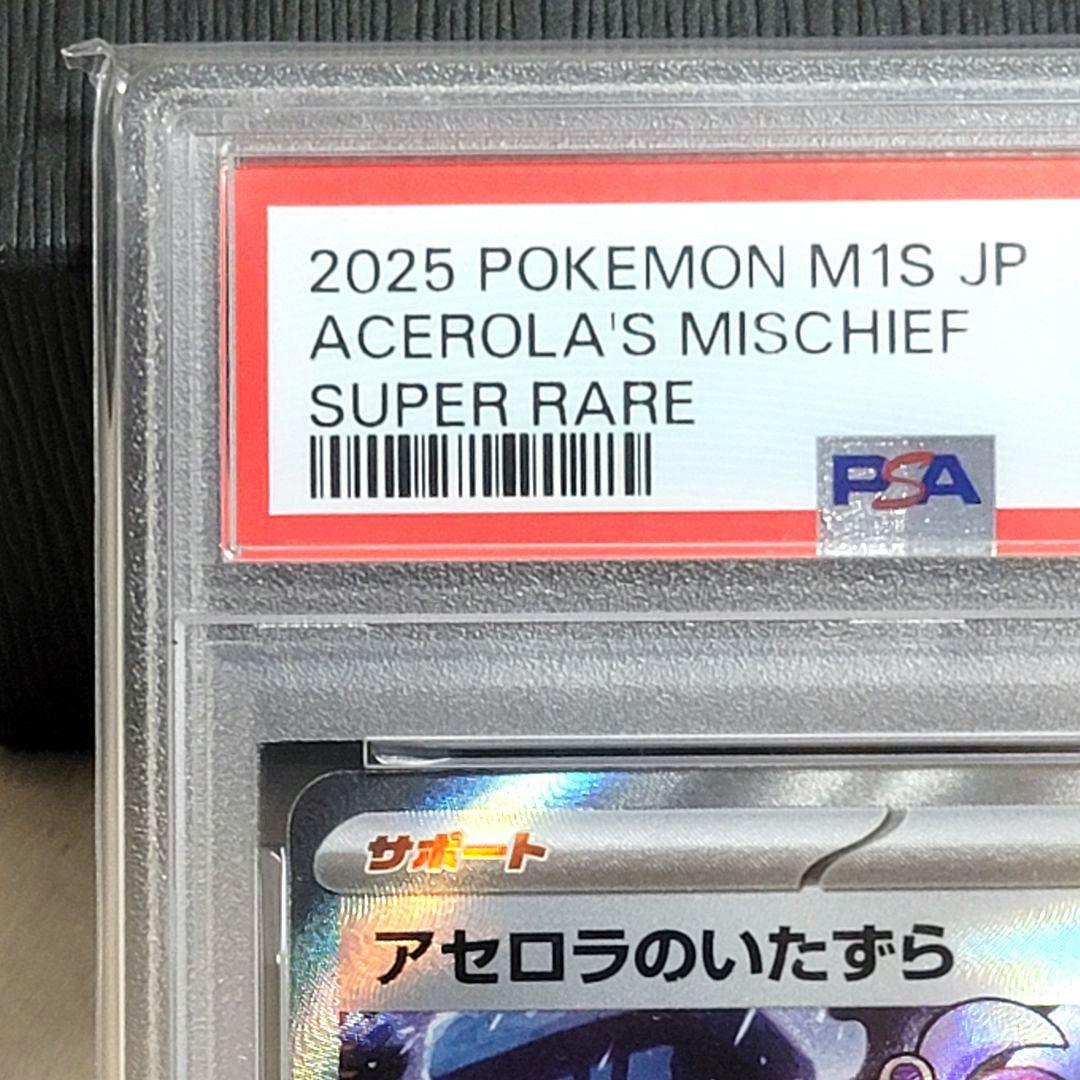 2025 POKEMON M1S JP
ACEROLA'S MISCHIEF
SUPER RARE
PSA
サポート
アセロラのいたずら